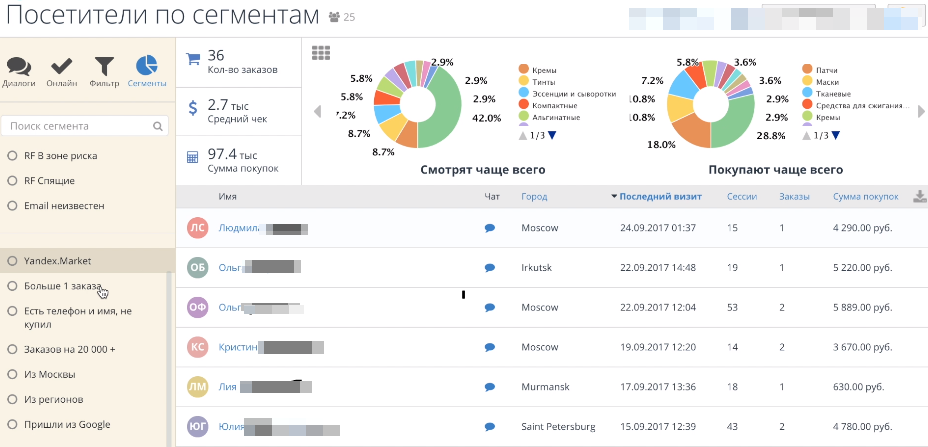 Посетители по сегментам 25
Диалоги Онлайн Фильтр Сегменты
Поиск сегмента
RF В зоне риска
RF Спящие
Email неизвестен
Yandex.Market
Больше 1 заказа
Есть телефон и имя, не
купил
Заказов на 20 000 +
Из Москвы
Из регионов
Пришли из Google
36
Кол-во заказов
2.7 тыс
Средний чек
97.4 тыс
Сумма покупок
2.9%
5.8%
2.9%
5.8%
2.9%
7.2%
42.0%
8.7%
8.7%
Кремы
Тинты
Эссенции и сыворотки
Компактные
Альгинатные
1/3
Смотрят чаще всего
5.8%
3.6%
7.2%
3.6%
10.8%
2.9%
10.8%
2.9%
28.8%
18.0%
Патчи
Маски
Тканевые
Средства для сжигания...
Кремы
1/3
Покупают чаще всего
Имя Чат Город Последний визит Сессии Заказы Сумма покупок
ЛС Людмила Moscow 24.09.2017 01:37 15 1 4 290.00 руб.
ОБ Ольг Irkutsk 22.09.2017 14:48 19 1 5 220.00 руб.
ОФ Ольг Moscow 22.09.2017 12:04 53 2 5 889.00 руб.
КС Кристин Moscow 19.09.2017 12:20 14 2 3 670.00 руб.
ЛМ Лия Murmansk 17.09.2017 13:36 18 1 630.00 руб.
ЮГ Юлия Saint Petersburg 15.09.2017 12:39 43 2 4 780.00 руб.